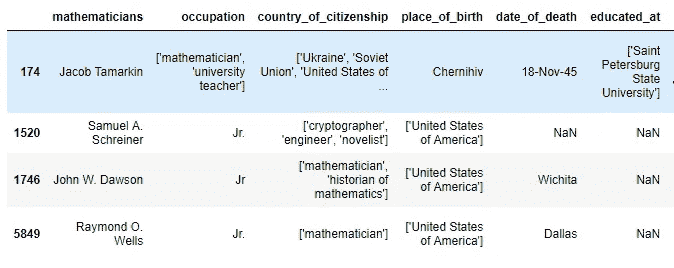 mathematicians occupation country_of_citizenship place_of_birth date_of_death educated_at
174 Jacob Tamarkin ['mathematician', 'university teacher'] ['Ukraine', 'Soviet Union', 'United States of ... Chernihiv 18-Nov-45 ['Saint Petersburg State University']
1520 Samuel A. Schreiner Jr. ['cryptographer', 'engineer', 'novelist'] ['United States of America'] NaN NaN
1746 John W. Dawson Jr ['mathematician', 'historian of mathematics'] ['United States of America'] Wichita NaN
5849 Raymond O. Wells Jr. ['mathematician'] ['United States of America'] Dallas NaN